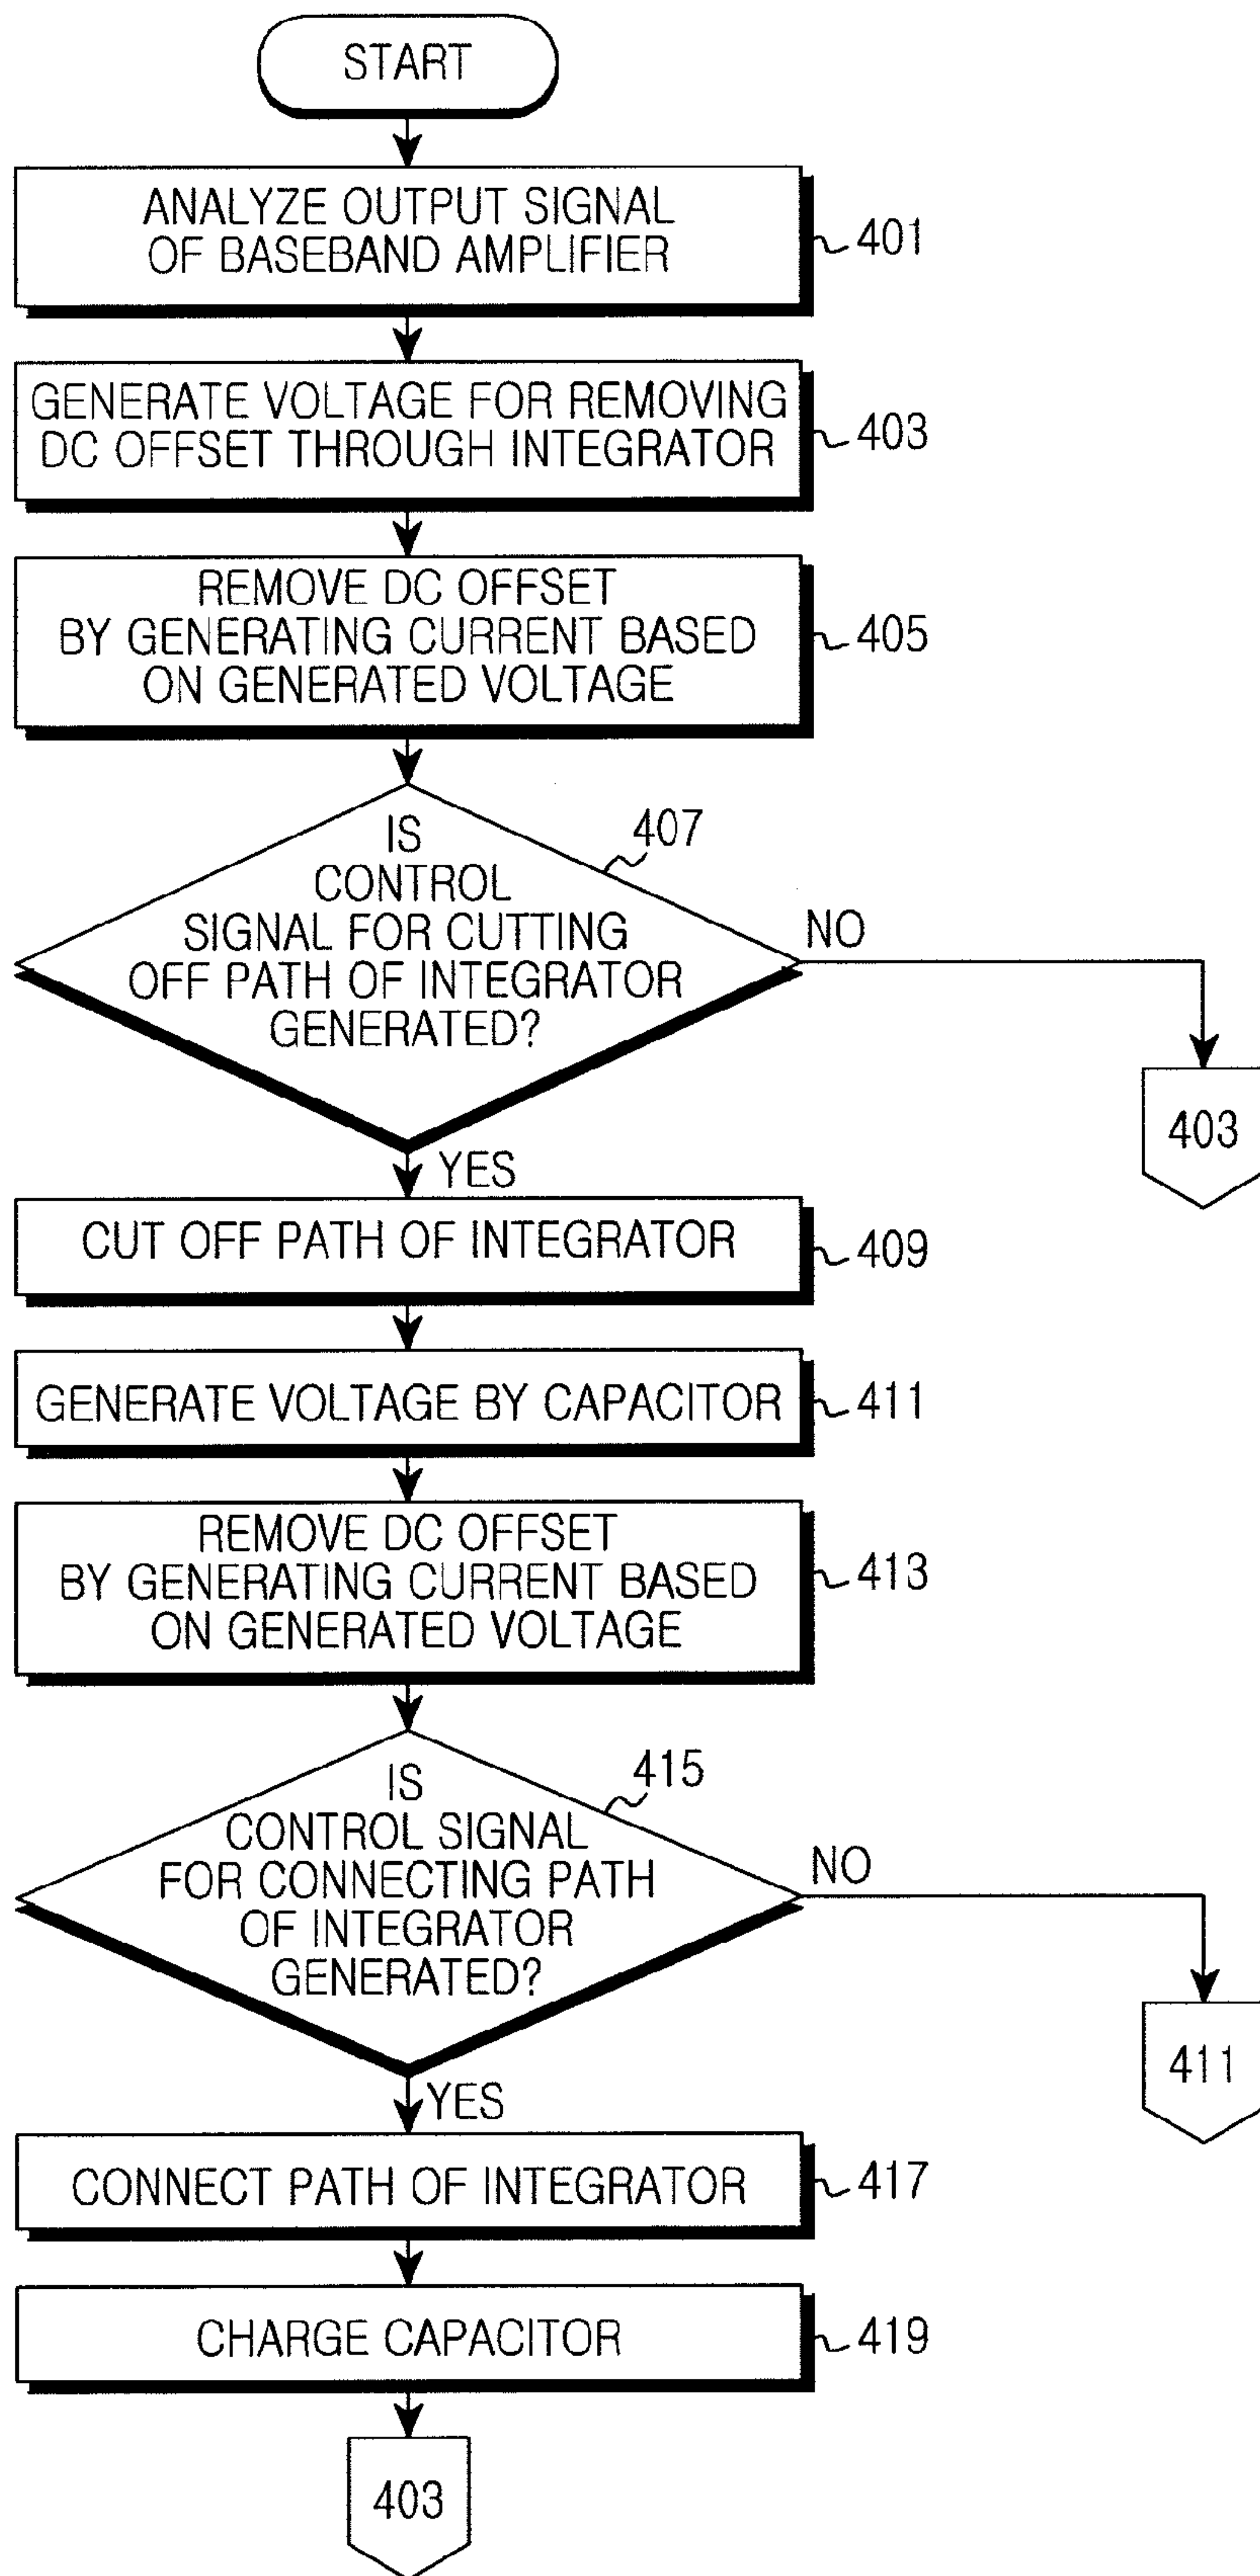 START
ANALYZE OUTPUT SIGNAL
OF BASEBAND AMPLIFIER
401
GENERATE VOLTAGE FOR REMOVING
DC OFFSET THROUGH INTEGRATOR
403
REMOVE DC OFFSET
BY GENERATING CURRENT BASED
ON GENERATED VOLTAGE
405
IS
CONTROL
SIGNAL FOR CUTTING
OFF PATH OF INTEGRATOR
GENERATED?
407
NO
403
YES
CUT OFF PATH OF INTEGRATOR
409
GENERATE VOLTAGE BY CAPACITOR
411
REMOVE DC OFFSET
BY GENERATING CURRENT BASED
ON GENERATED VOLTAGE
413
IS
CONTROL SIGNAL
FOR CONNECTING PATH
OF INTEGRATOR
GENERATED?
415
NO
411
YES
CONNECT PATH OF INTEGRATOR
417
CHARGE CAPACITOR
419
403